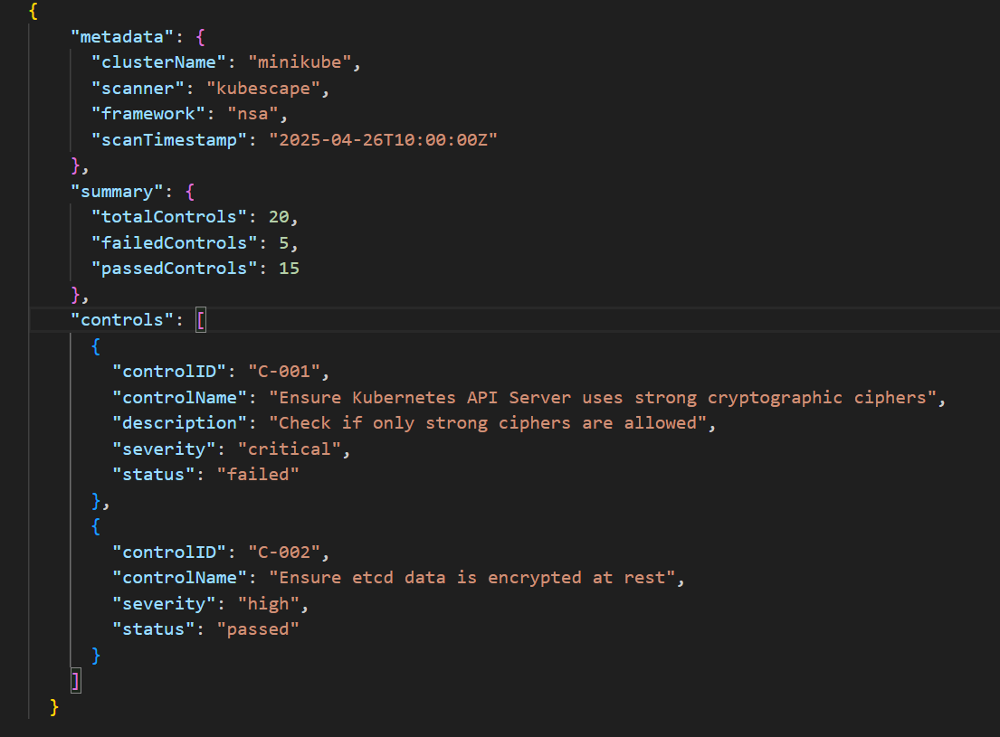 {
"metadata": {
"clusterName": "minikube",
"scanner": "kubescape",
"framework": "nsa",
"scanTimestamp": "2025-04-26T10:00:00Z"
},
"summary": {
"totalControls": 20,
"failedControls": 5,
"passedControls": 15
},
"controls": [
{
"controlID": "C-001",
"controlName": "Ensure Kubernetes API Server uses strong cryptographic ciphers",
"description": "Check if only strong ciphers are allowed",
"severity": "critical",
"status": "failed"
},
{
"controlID": "C-002",
"controlName": "Ensure etcd data is encrypted at rest",
"severity": "high",
"status": "passed"
}
]
}